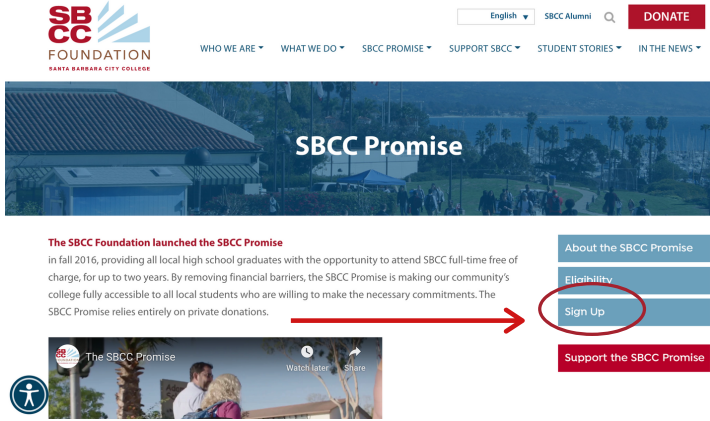 English
SBCC Alumni
DONATE
SB
CC
FOUNDATION
SANTA BARBARA CITY COLLEGE
WHO WE ARE
WHAT WE DO
SBCC PROMISE
SUPPORT SBCC
STUDENT STORIES
IN THE NEWS
SBCC Promise
The SBCC Foundation launched the SBCC Promise
in fall 2016, providing all local high school graduates with the opportunity to attend SBCC full-time free of
charge, for up to two years. By removing financial barriers, the SBCC Promise is making our community's
college fully accessible to all local students who are willing to make the necessary commitments. The
SBCC Promise relies entirely on private donations.
About the SBCC Promise
Eligibility
Sign Up
Support the SBCC Promise
SB
CC
FOUNDATION
The SBCC Promise
Watch later
Share